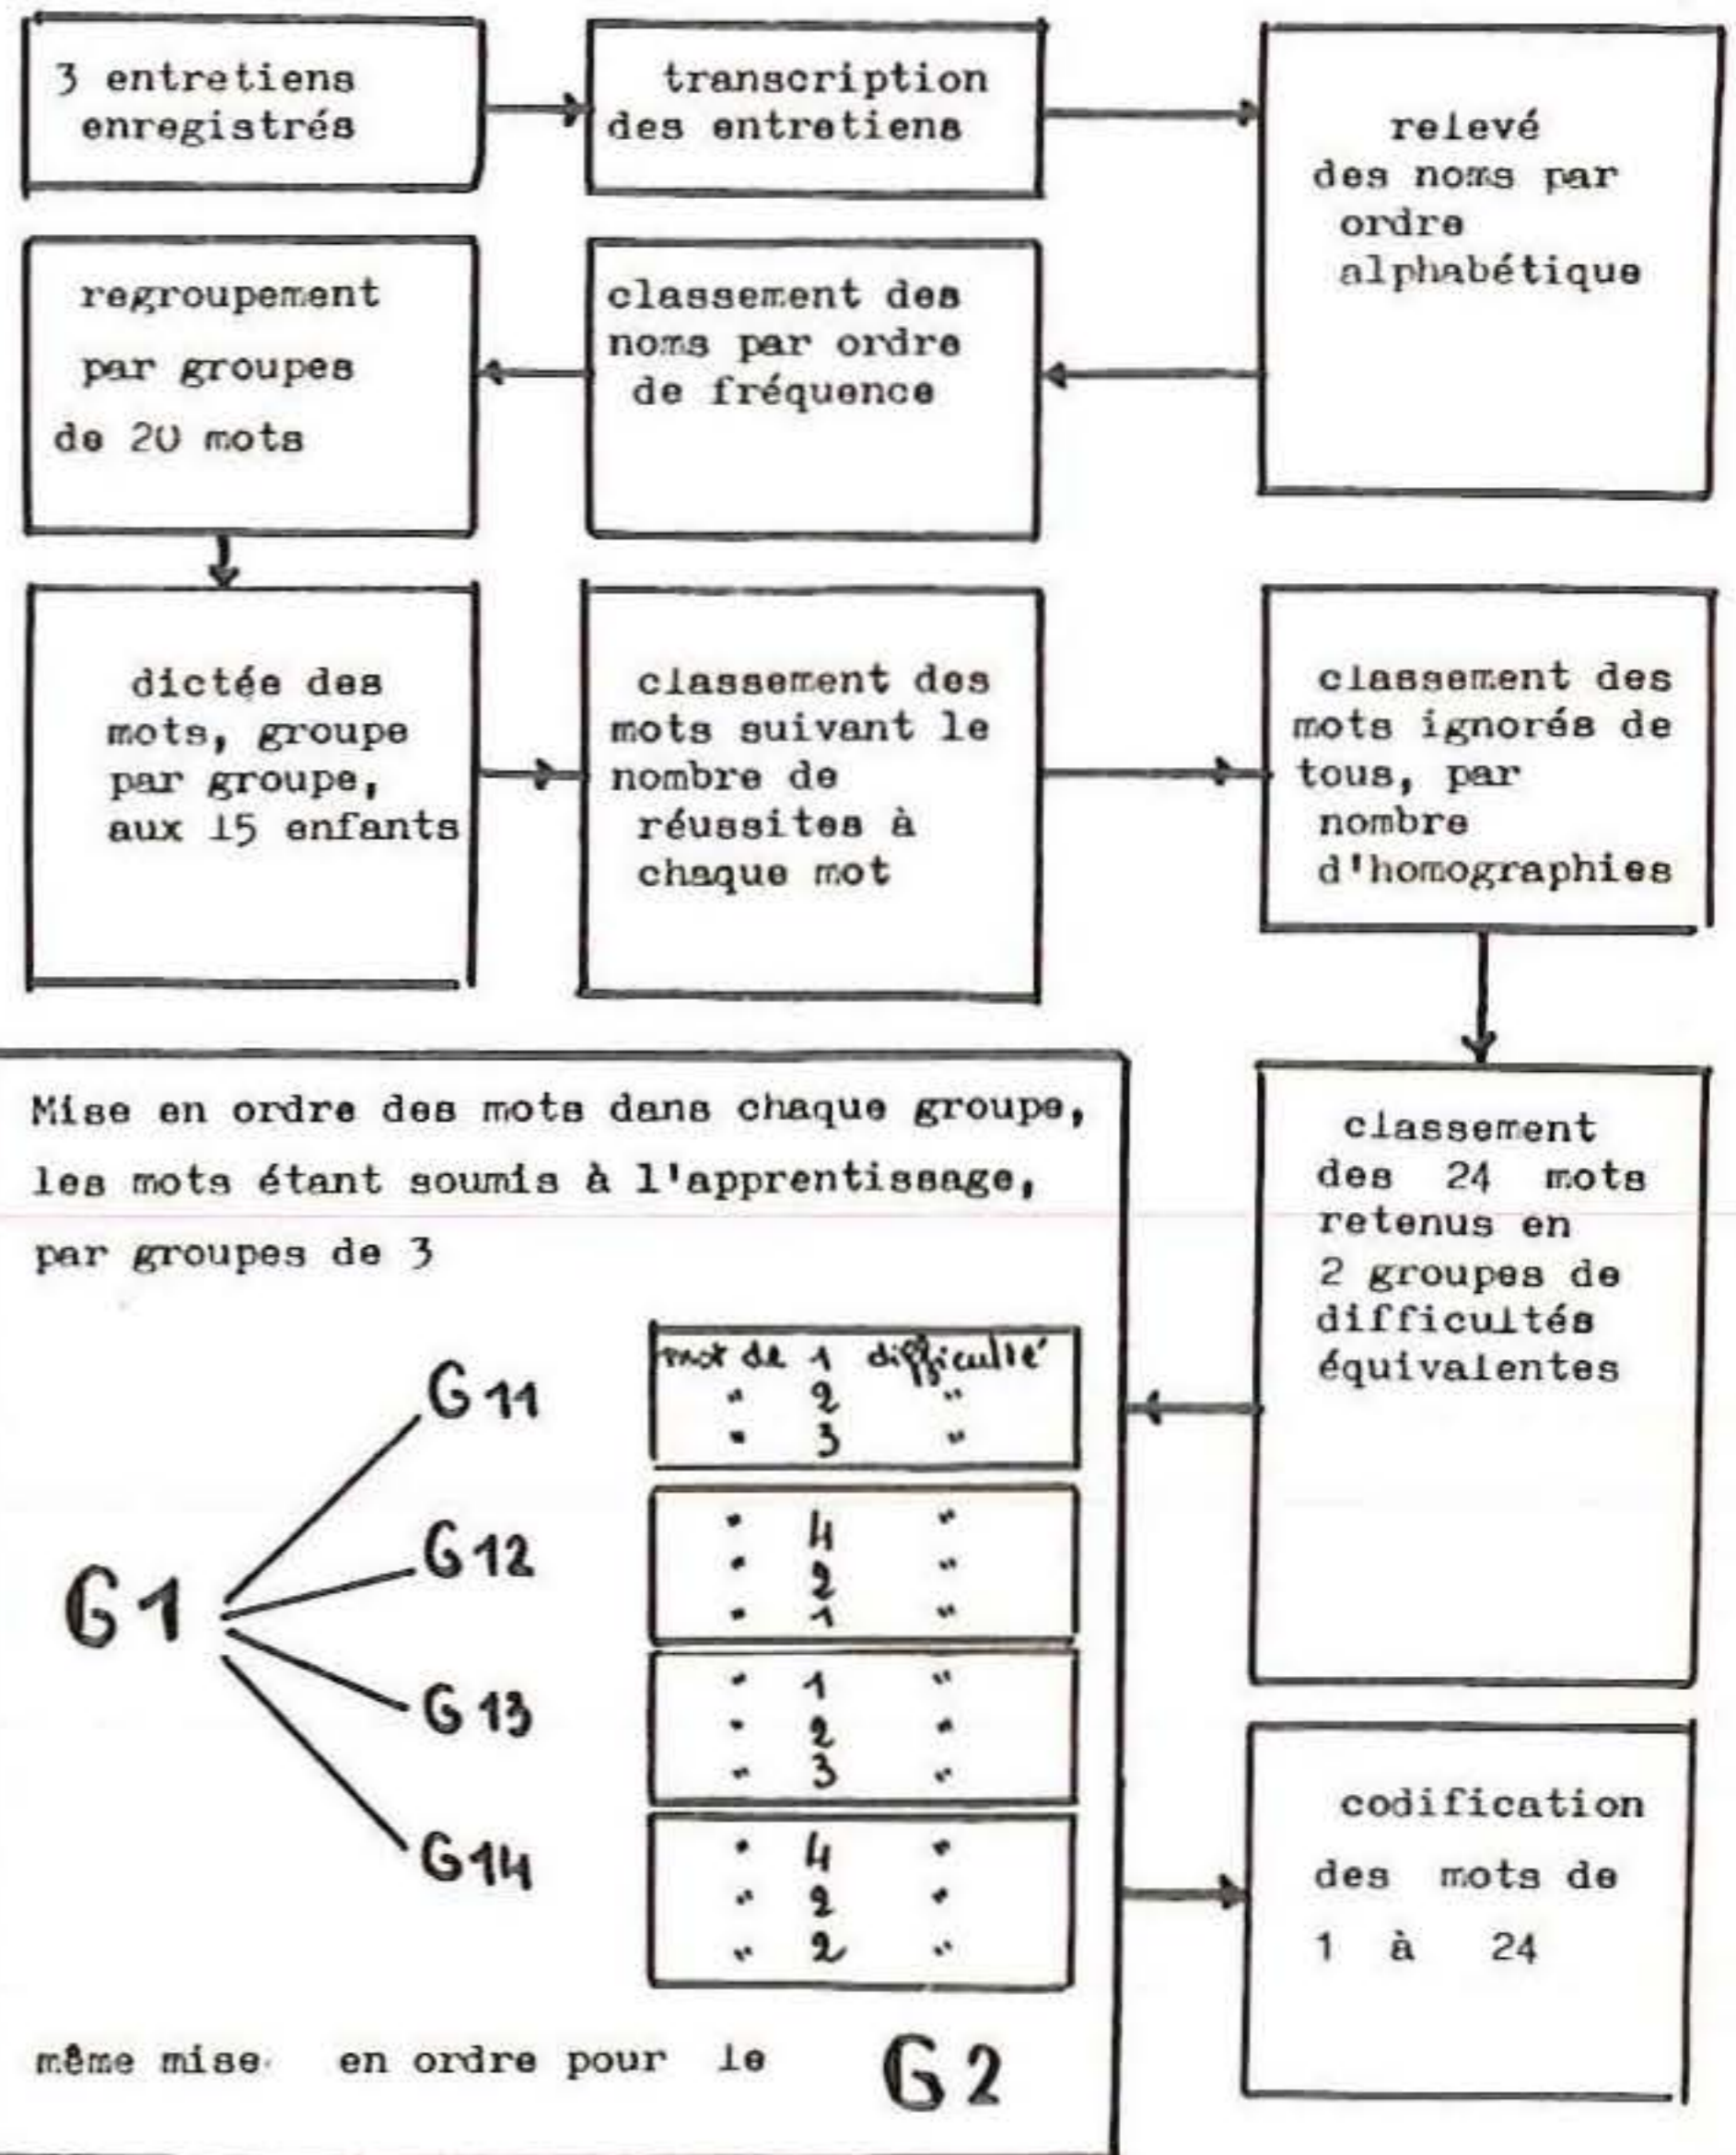 3 entretiens
enregistrés
transcription
des entretiens
relevé
des noms par
ordre
alphabétique
classement des
noms par ordre
de fréquence
regroupement
par groupes
de 20 mots
dictée des
mots, groupe
par groupe,
aux 15 enfants
classement des
mots suivant le
nombre de
réussites à
chaque mot
classement des
mots ignorés de
tous, par
nombre
d'homographies
classement
des 24 mots
retenus en
2 groupes de
difficultés
équivalentes
Mise en ordre des mots dans chaque groupe,
les mots étant soumis à l'apprentissage,
par groupes de 3
G1
G11
mot de 1 difficulté
" 2 "
" 3 "
G12
" 4 "
" 2 "
" 1 "
G13
" 1 "
" 2 "
" 3 "
G14
" 4 "
" 2 "
" 2 "
même mise en ordre pour le G2
codification
des mots de
1 à 24